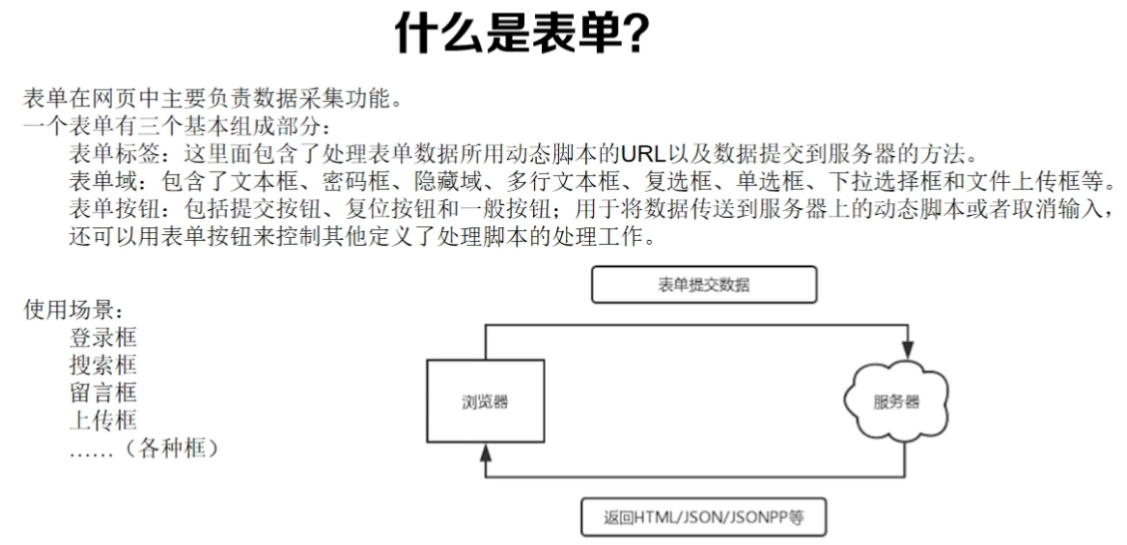 什么是表单？
表单在网页中主要负责数据采集功能。
一个表单有三个基本组成部分：
表单标签：这里面包含了处理表单数据所用动态脚本的URL以及数据提交到服务器的方法。
表单域：包含了文本框、密码框、隐藏域、多行文本框、复选框、单选框、下拉选择框和文件上传框等。
表单按钮：包括提交按钮、复位按钮和一般按钮；用于将数据传送到服务器上的动态脚本或者取消输入，
还可以用表单按钮来控制其他定义了处理脚本的处理工作。
使用场景：
登录框
搜索框
留言框
上传框
……（各种框）
表单提交数据
浏览器
服务器
返回HTML/JSON/JSONPP等